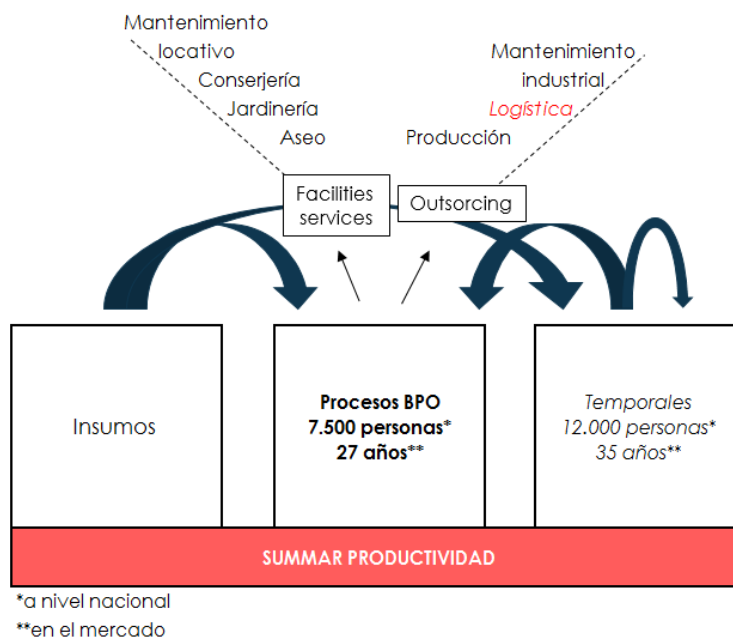 Mantenimiento
locativo
Conserjería
Jardinería
Aseo
Mantenimiento
industrial
Logística
Producción
Facilities
services
Outsorcing
Insumos
Procesos BPO
7.500 personas*
27 años**
Temporales
12.000 personas*
35 años**
SUMMAR PRODUCTIVIDAD
*a nivel nacional
**en el mercado